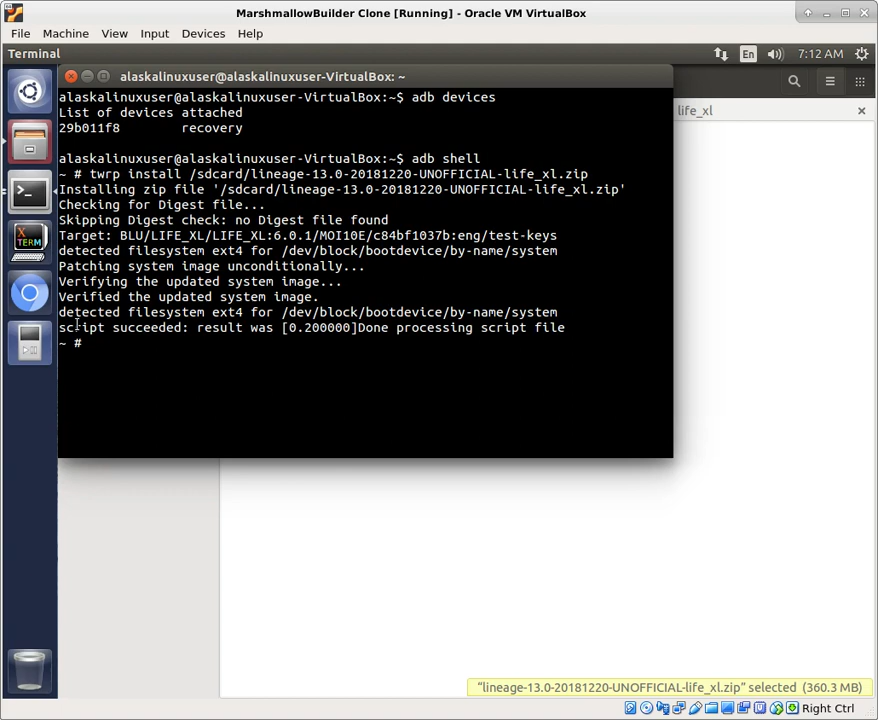 MarshmallowBuilder Clone [Running] - Oracle VM VirtualBox
File Machine View Input Devices Help
Terminal
En
7:12 AM
alaskalinuxuser@alaskalinuxuser-VirtualBox: ~
alaskalinuxuser@alaskalinuxuser-VirtualBox:~$ adb devices
List of devices attached
29b011f8 recovery
alaskalinuxuser@alaskalinuxuser-VirtualBox:~$ adb shell
~ # twrp install /sdcard/lineage-13.0-20181220-UNOFFICIAL-life_xl.zip
Installing zip file '/sdcard/lineage-13.0-20181220-UNOFFICIAL-life_xl.zip'
Checking for Digest file...
Skipping Digest check: no Digest file found
Target: BLU/LIFE_XL/LIFE_XL:6.0.1/MOI10E/c84bf1037b:eng/test-keys
detected filesystem ext4 for /dev/block/bootdevice/by-name/system
Patching system image unconditionally...
Verifying the updated system image...
Verified the updated system image.
detected filesystem ext4 for /dev/block/bootdevice/by-name/system
script succeeded: result was [0.200000]Done processing script file
~ #
life_xl
X
TERM
"lineage-13.0-20181220-UNOFFICIAL-life_xl.zip" selected (360.3 MB)
Right Ctrl